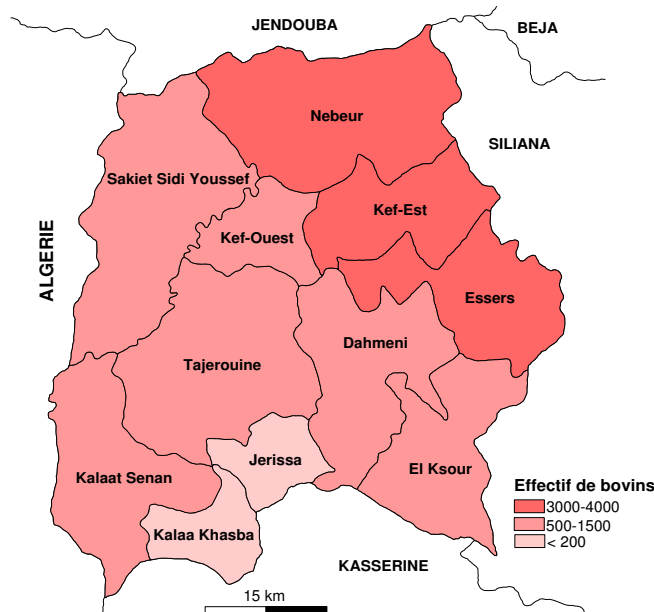 JENDOUBA
BEJA
Nebeur
SILIANA
Sakiet Sidi Youssef
Kef-Est
Kef-Ouest
ALGERIE
Essers
Dahmeni
Tajerouine
Jerissa
El Ksour
Kalaat Senan
Effectif de bovins
3000-4000
500-1500
< 200
Kalaa Khasba
KASSERINE
15 km